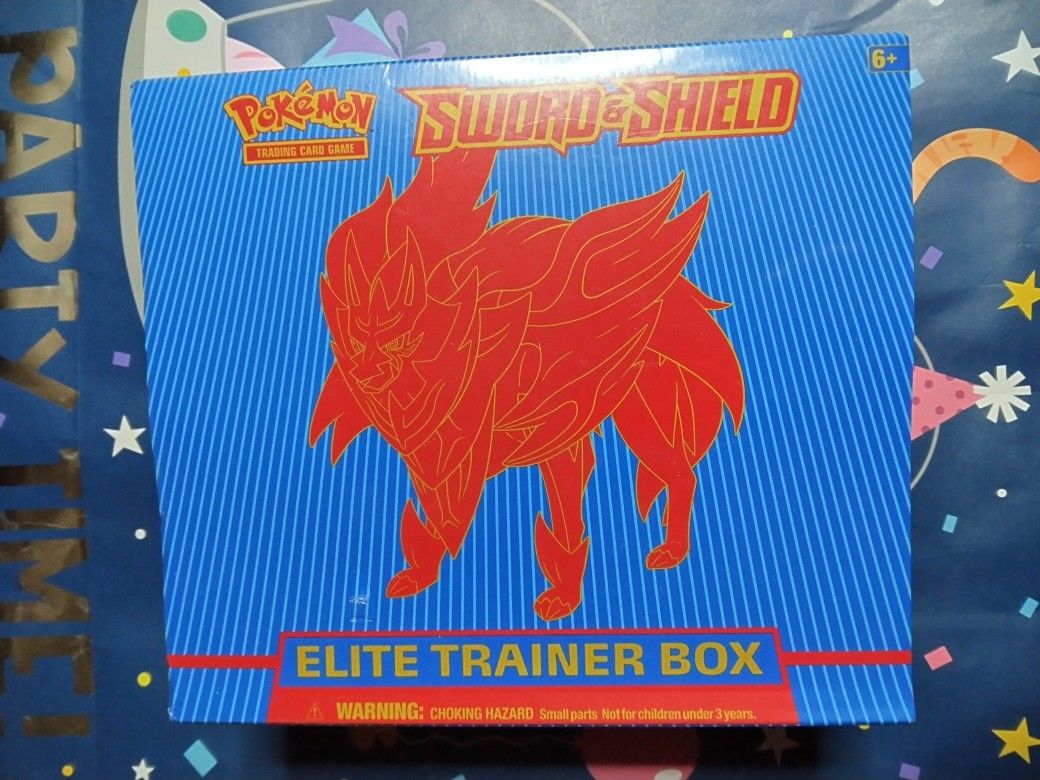 PARTY TIME!
6+
POKéMON
TRADING CARD GAME
SWORD & SHIELD
ELITE TRAINER BOX
WARNING: CHOKING HAZARD Small parts Not for children under 3 years.